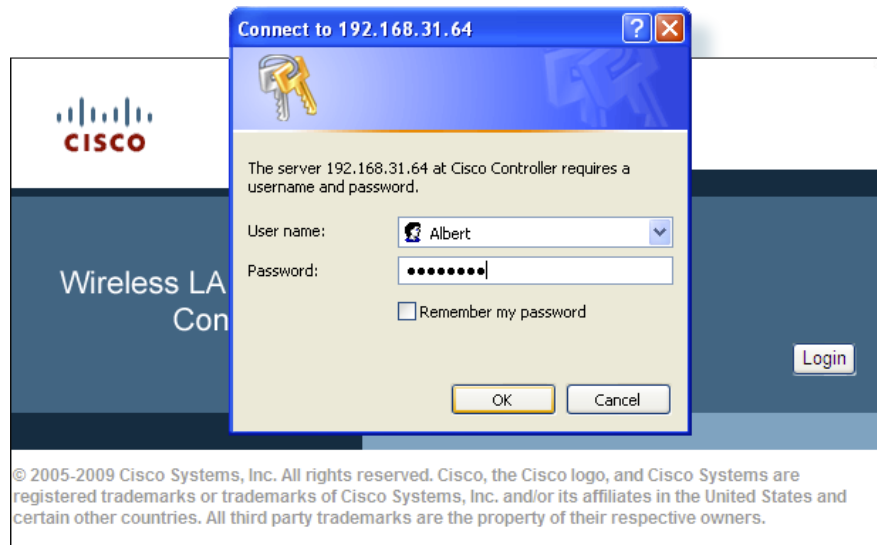 Connect to 192.168.31.64
?
CISCO
The server 192.168.31.64 at Cisco Controller requires a
username and password.
User name:
Albert
Password:
●●●●●●●●
Remember my password
Wireless LA
Con
Login
OK
Cancel
© 2005-2009 Cisco Systems, Inc. All rights reserved. Cisco, the Cisco logo, and Cisco Systems are
registered trademarks or trademarks of Cisco Systems, Inc. and/or its affiliates in the United States and
certain other countries. All third party trademarks are the property of their respective owners.